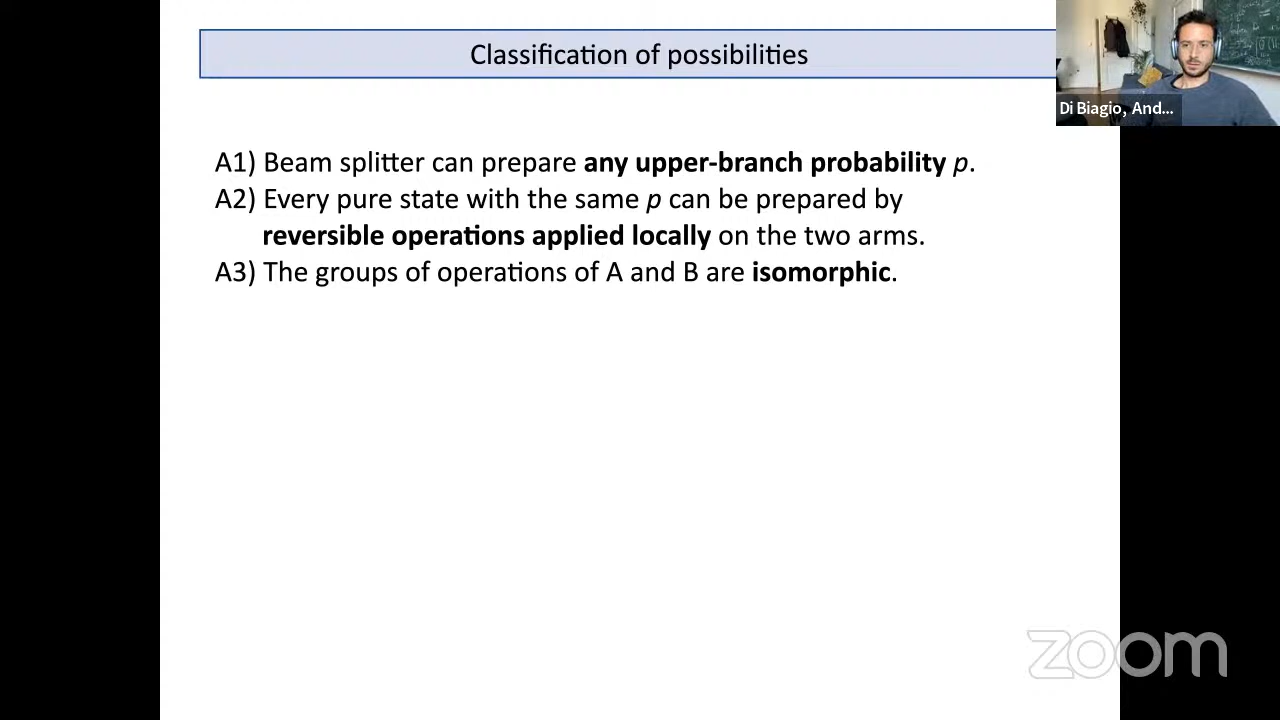 Classification of possibilities
Di Biagio, And...
A1) Beam splitter can prepare any upper-branch probability p.
A2) Every pure state with the same p can be prepared by
reversible operations applied locally on the two arms.
A3) The groups of operations of A and B are isomorphic.
zoom